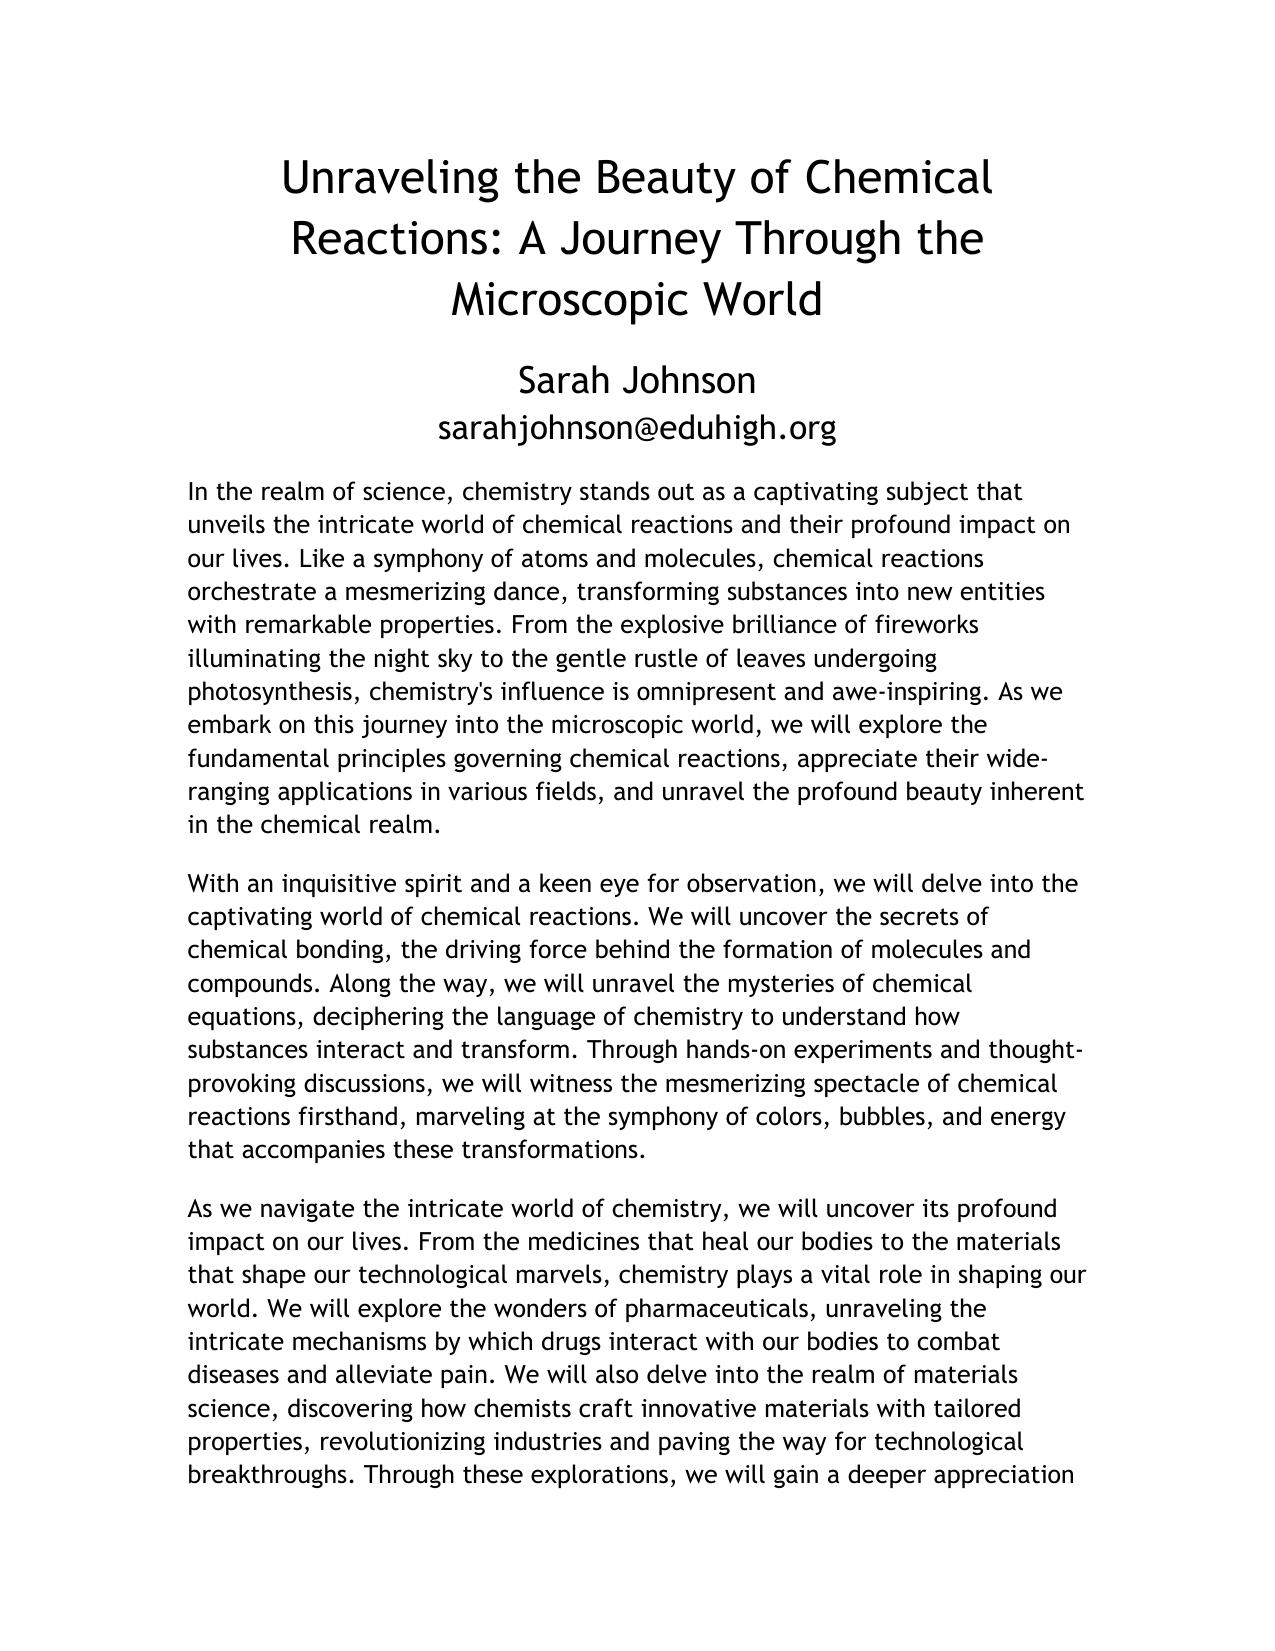 Unraveling the Beauty of Chemical
Reactions: A Journey Through the
Microscopic World
Sarah Johnson
sarahjohnson@eduhigh.org
In the realm of science, chemistry stands out as a captivating subject that
unveils the intricate world of chemical reactions and their profound impact on
our lives. Like a symphony of atoms and molecules, chemical reactions
orchestrate a mesmerizing dance, transforming substances into new entities
with remarkable properties. From the explosive brilliance of fireworks
illuminating the night sky to the gentle rustle of leaves undergoing
photosynthesis, chemistry's influence is omnipresent and awe-inspiring. As we
embark on this journey into the microscopic world, we will explore the
fundamental principles governing chemical reactions, appreciate their wide-
ranging applications in various fields, and unravel the profound beauty inherent
in the chemical realm.
With an inquisitive spirit and a keen eye for observation, we will delve into the
captivating world of chemical reactions. We will uncover the secrets of
chemical bonding, the driving force behind the formation of molecules and
compounds. Along the way, we will unravel the mysteries of chemical
equations, deciphering the language of chemistry to understand how
substances interact and transform. Through hands-on experiments and thought-
provoking discussions, we will witness the mesmerizing spectacle of chemical
reactions firsthand, marveling at the symphony of colors, bubbles, and energy
that accompanies these transformations.
As we navigate the intricate world of chemistry, we will uncover its profound
impact on our lives. From the medicines that heal our bodies to the materials
that shape our technological marvels, chemistry plays a vital role in shaping our
world. We will explore the wonders of pharmaceuticals, unraveling the
intricate mechanisms by which drugs interact with our bodies to combat
diseases and alleviate pain. We will also delve into the realm of materials
science, discovering how chemists craft innovative materials with tailored
properties, revolutionizing industries and paving the way for technological
breakthroughs. Through these explorations, we will gain a deeper appreciation